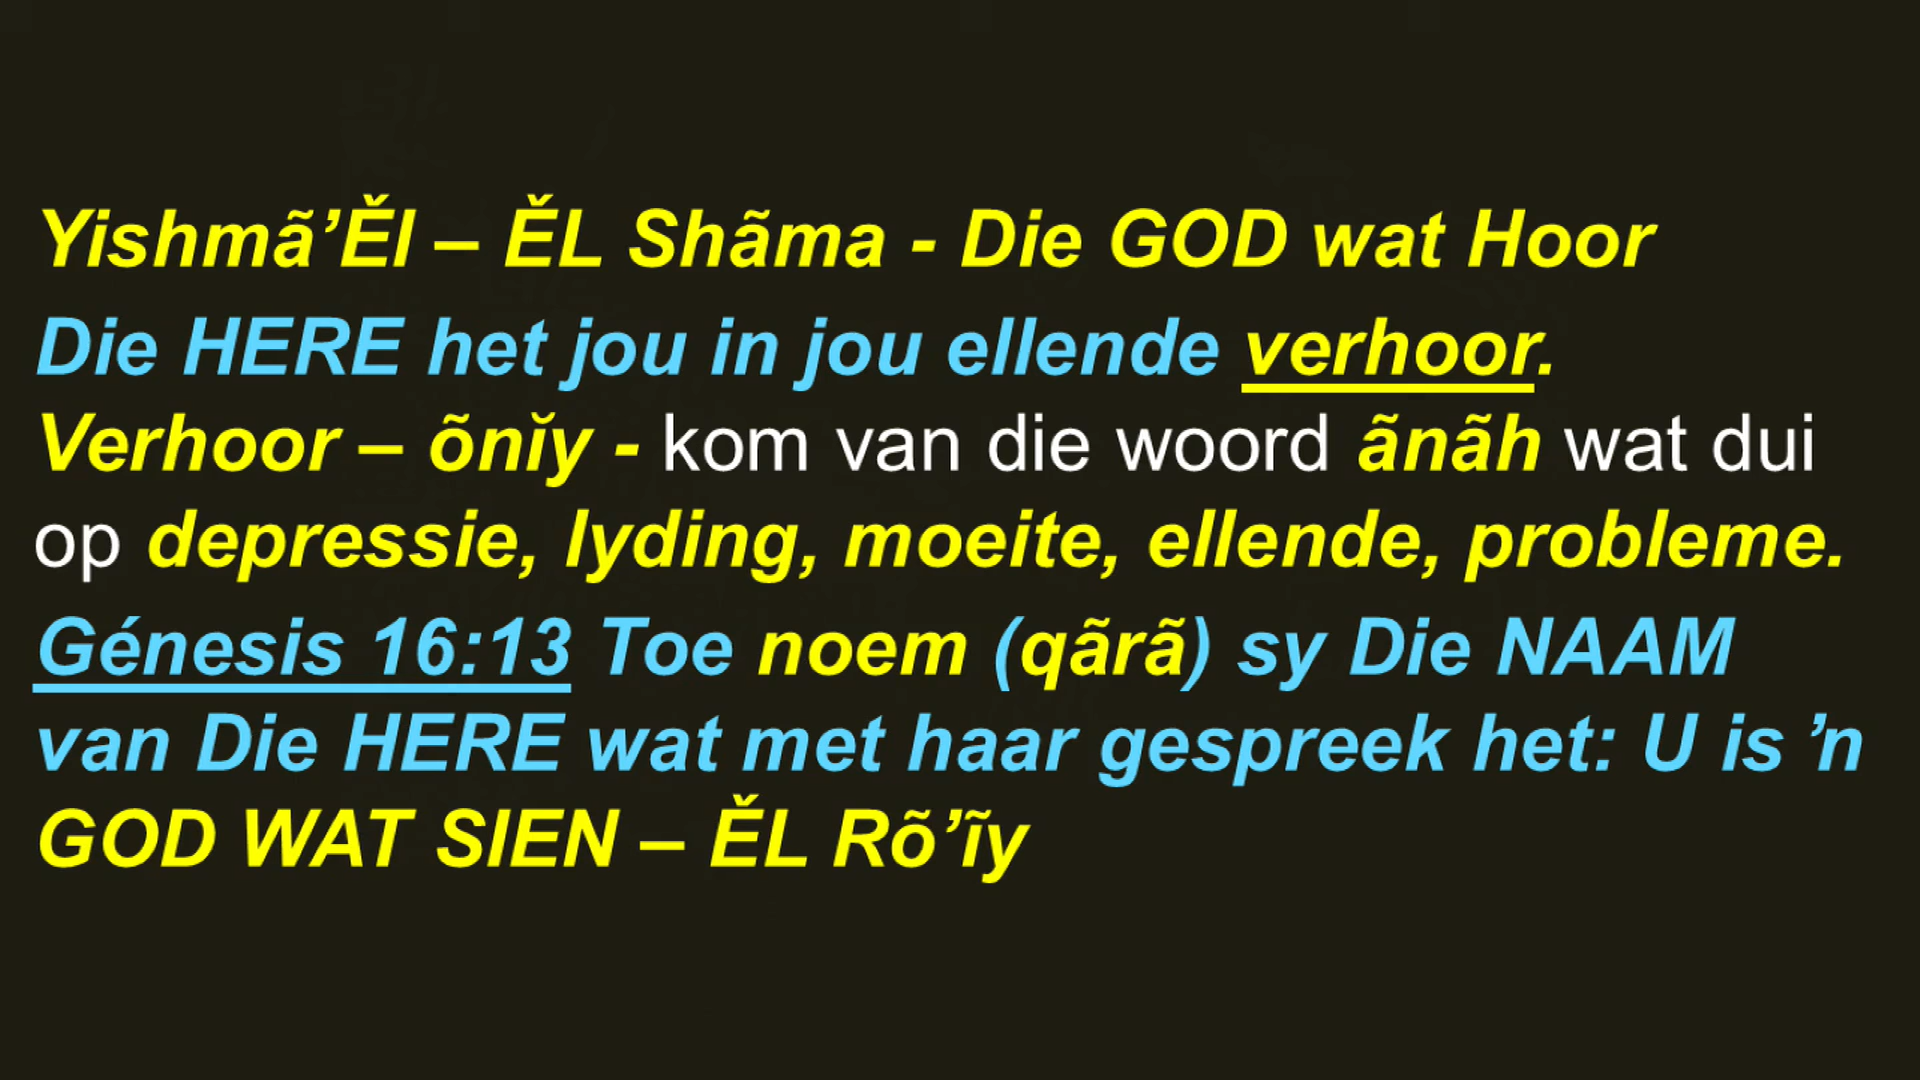 Yishmã’Ěl – ĚL Shãma - Die GOD wat Hoor
Die HERE het jou in jou ellende verhoor.
Verhoor – õnĭy - kom van die woord ãnãh wat dui
op depressie, lyding, moeite, ellende, probleme.
Génesis 16:13 Toe noem (qãrã) sy Die NAAM
van Die HERE wat met haar gespreek het: U is ’n
GOD WAT SIEN – ĚL Rõ’ĩy